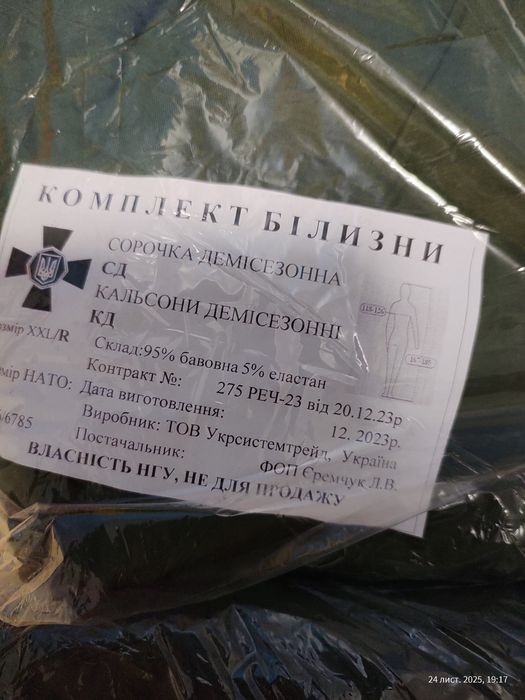 КОМПЛЕКТ БІЛИЗНИ
СОРОЧКА ДЕМІСЕЗОННА
СД
КАЛЬСОНИ ДЕМІСЕЗОННІ
КД
XXL/R
Склад:95% бавовна 5% еластан
Контракт №: 275 РЕЧ-23 від 20.12.23р
НАТО: Дата виготовлення: 12. 2023р.
6785
Виробник: ТОВ Укрсистемтрейд, Україна
Постачальник: ФОП Єремчук Л.В.
ВЛАСНІСТЬ НГУ, НЕ ДЛЯ ПРОДАЖУ
24 лист. 2025, 19:17